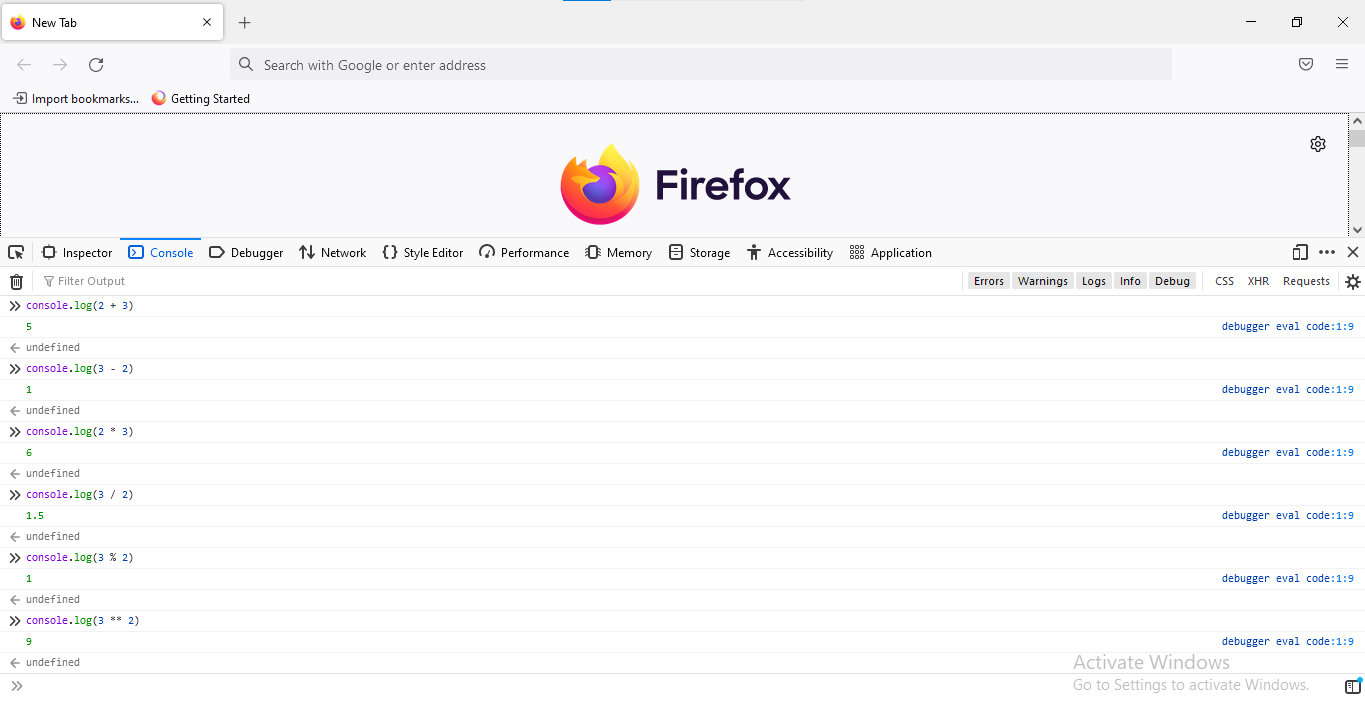 New Tab
Search with Google or enter address
Import bookmarks... Getting Started
Firefox
Inspector Console Debugger Network Style Editor Performance Memory Storage Accessibility Application
Filter Output Errors Warnings Logs Info Debug CSS XHR Requests
console.log(2 + 3)
5 debugger eval code:1:9
undefined
console.log(3 - 2)
1 debugger eval code:1:9
undefined
console.log(2 * 3)
6 debugger eval code:1:9
undefined
console.log(3 / 2)
1.5 debugger eval code:1:9
undefined
console.log(3 % 2)
1 debugger eval code:1:9
undefined
console.log(3 ** 2)
9 debugger eval code:1:9
undefined
Activate Windows
Go to Settings to activate Windows.